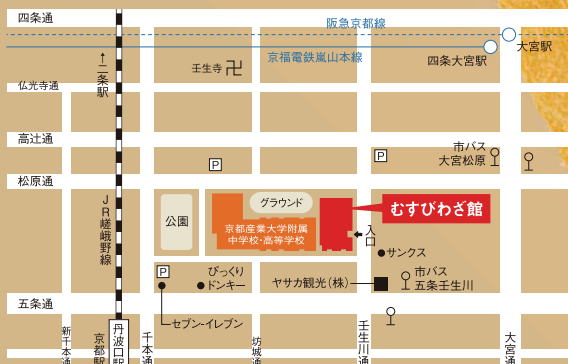 四条通
阪急京都線
大宮駅
京福電鉄嵐山本線
四条大宮駅
↑二条駅
壬生寺
仏光寺通
高辻通
市バス
大宮松原
P
P
松原通
JR嵯峨野線
公園
グラウンド
京都産業大学附属
中学校・高等学校
むすびわざ館
入口
サンクス
P
びっくり
ドンキー
ヤサカ観光(株)
市バス
五条壬生川
五条通
セブン-イレブン
新千本通
京都駅
丹波口駅
千本通
坊城通
壬生川通
大宮通